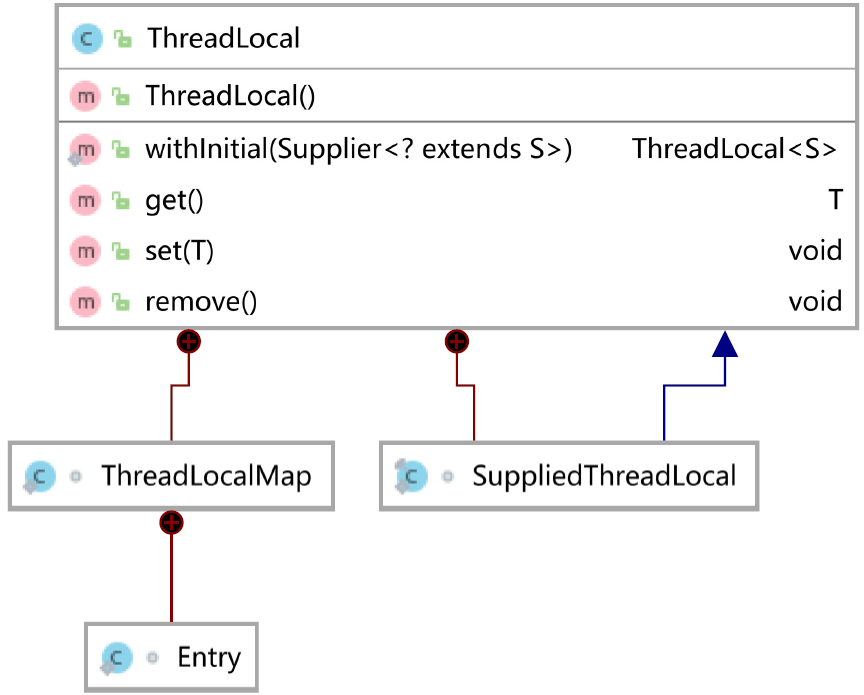 ThreadLocal
ThreadLocal()
withInitial(Supplier<? extends S>) ThreadLocal<S>
get() T
set(T) void
remove() void
ThreadLocalMap SuppliedThreadLocal
Entry